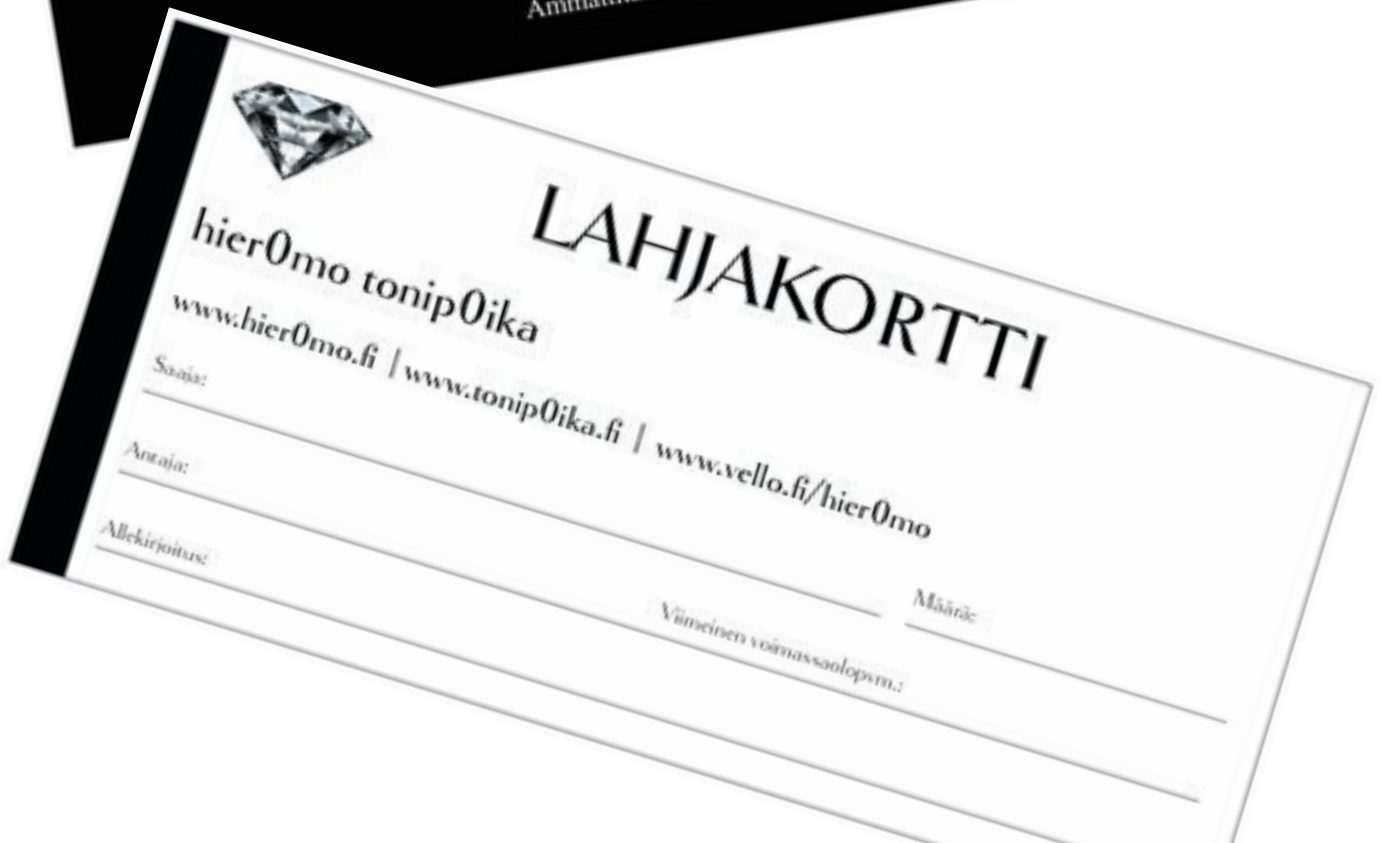 LAHJAKORTTI
hier0mo tonip0ika
www.hier0mo.fi | www.tonip0ika.fi | www.vello.fi/hier0mo
Saaja:
Määrä:
Antaja:
Viimeinen voimassaolopvm.:
Allekirjoitus: